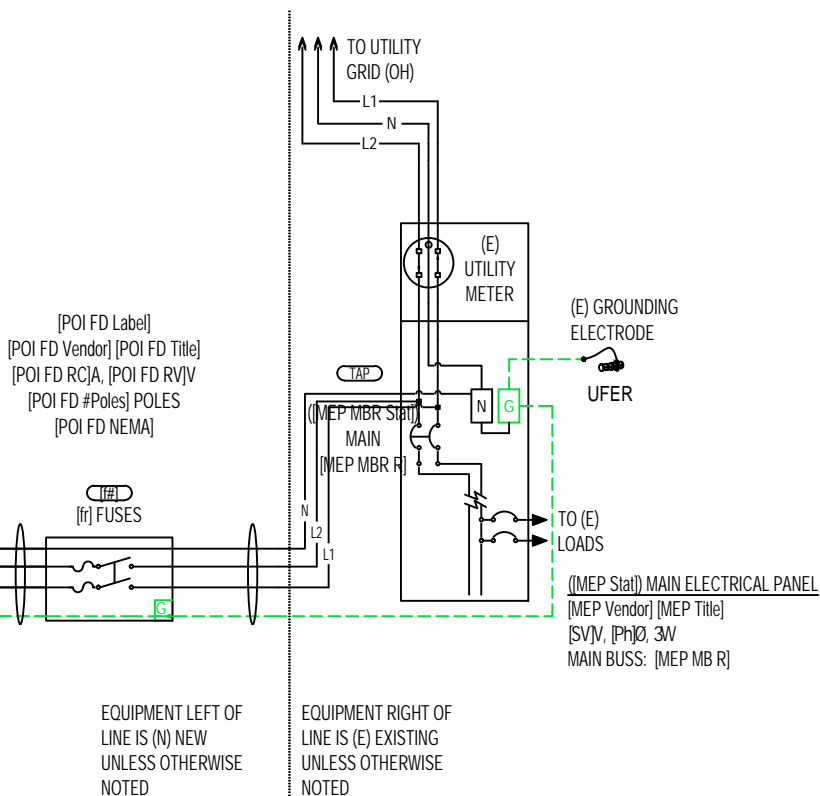 TO UTILITY
GRID (OH)
L1
N
L2
(E)
UTILITY
METER
(E) GROUNDING
ELECTRODE
UFER
[POI FD Label]
[POI FD Vendor] [POI FD Title]
[POI FD RC]A, [POI FD RV]V
[POI FD #Poles] POLES
[POI FD NEMA]
TAP
([MEP MBR Stat])
MAIN
[MEP MBR R]
N
G
[f#]
[fr] FUSES
N
L2
L1
G
TO (E)
LOADS
([MEP Stat]) MAIN ELECTRICAL PANEL
[MEP Vendor] [MEP Title]
[SV]V, [Ph]Ø, 3W
MAIN BUSS: [MEP MB R]
EQUIPMENT LEFT OF
LINE IS (N) NEW
UNLESS OTHERWISE
NOTED
EQUIPMENT RIGHT OF
LINE IS (E) EXISTING
UNLESS OTHERWISE
NOTED